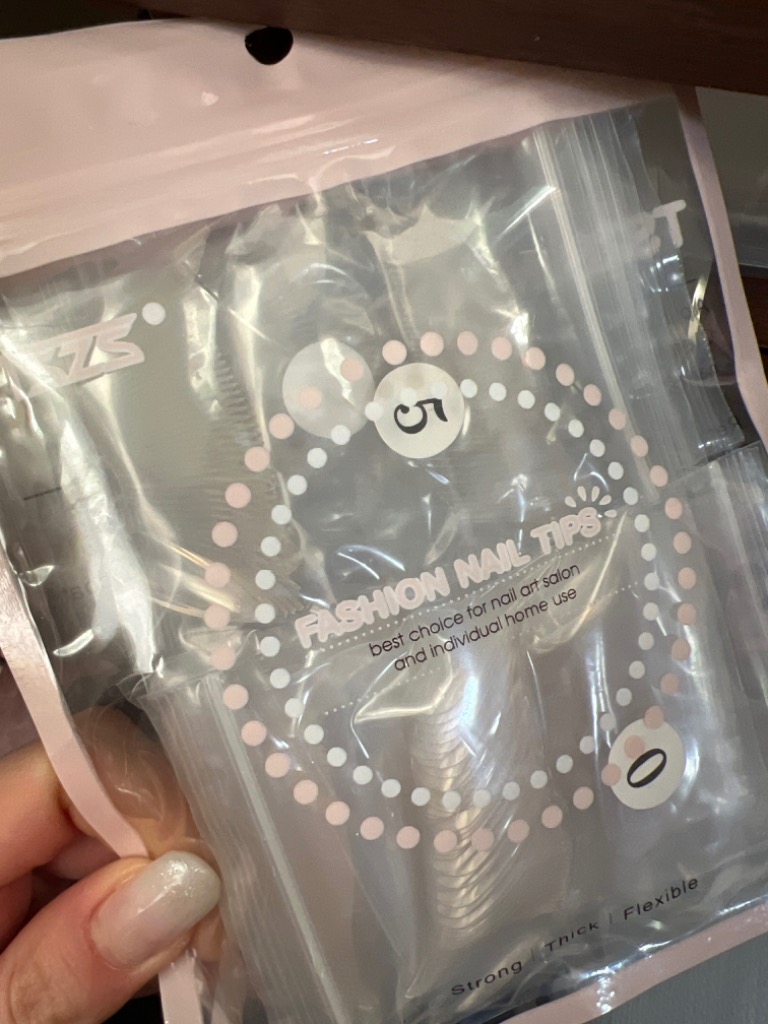 5
FASHION NAIL TIPS
best choice for nail art salon
and individual home use
0
Strong | Thick | Flexible